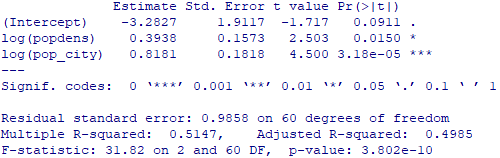 Estimate Std. Error t value Pr(>|t|)
(Intercept) -3.2827 1.9117 -1.717 0.0911 .
log(popdens) 0.3938 0.1573 2.503 0.0150 *
log(pop_city) 0.8181 0.1818 4.500 3.18e-05 ***
---
Signif. codes: 0 ‘***’ 0.001 ‘**’ 0.01 ‘*’ 0.05 ‘.’ 0.1 ‘ ’ 1
Residual standard error: 0.9858 on 60 degrees of freedom
Multiple R-squared: 0.5147, Adjusted R-squared: 0.4985
F-statistic: 31.82 on 2 and 60 DF, p-value: 3.802e-10